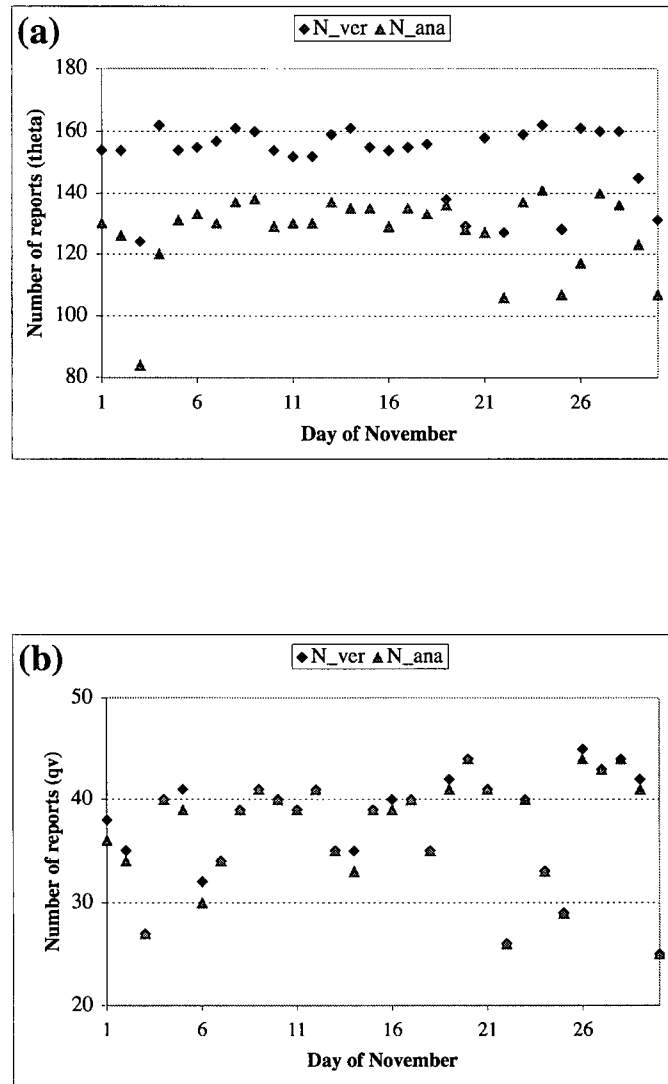 (a)
N_ver N_ana
180
160
140
120
100
80
Number of reports (theta)
1 6 11 16 21 26
Day of November
(b)
N_ver N_ana
50
40
30
20
Number of reports (qv)
1 6 11 16 21 26
Day of November